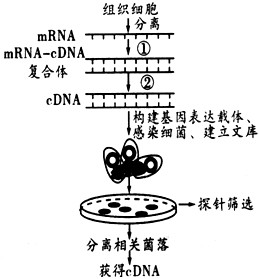 组织细胞
分离
mRNA
①
mRNA-cDNA
复合体
②
cDNA
构建基因表达载体、
感染细菌、建立文库
探针筛选
分离相关菌落
获得cDNA